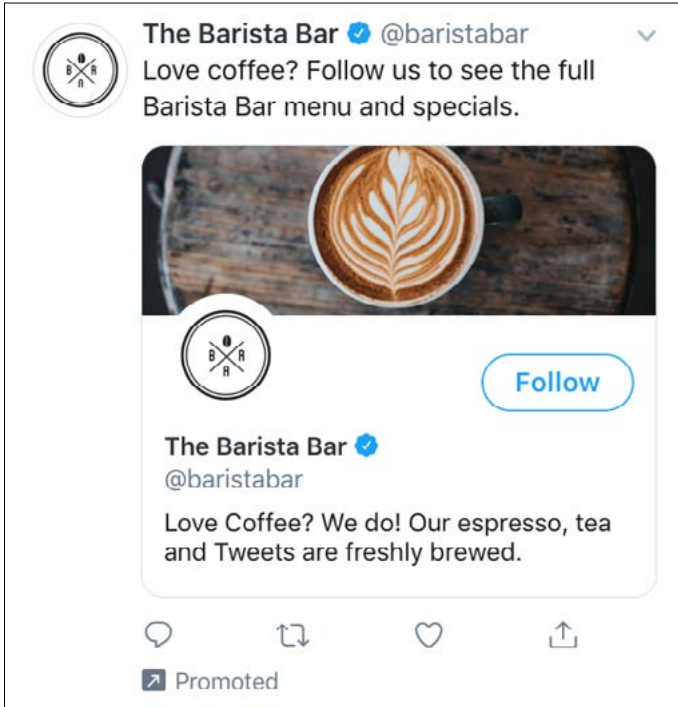 The Barista Bar @baristabar
Love coffee? Follow us to see the full
Barista Bar menu and specials.
B A R
A
B A R
Follow
The Barista Bar
@baristabar
Love Coffee? We do! Our espresso, tea
and Tweets are freshly brewed.
Promoted